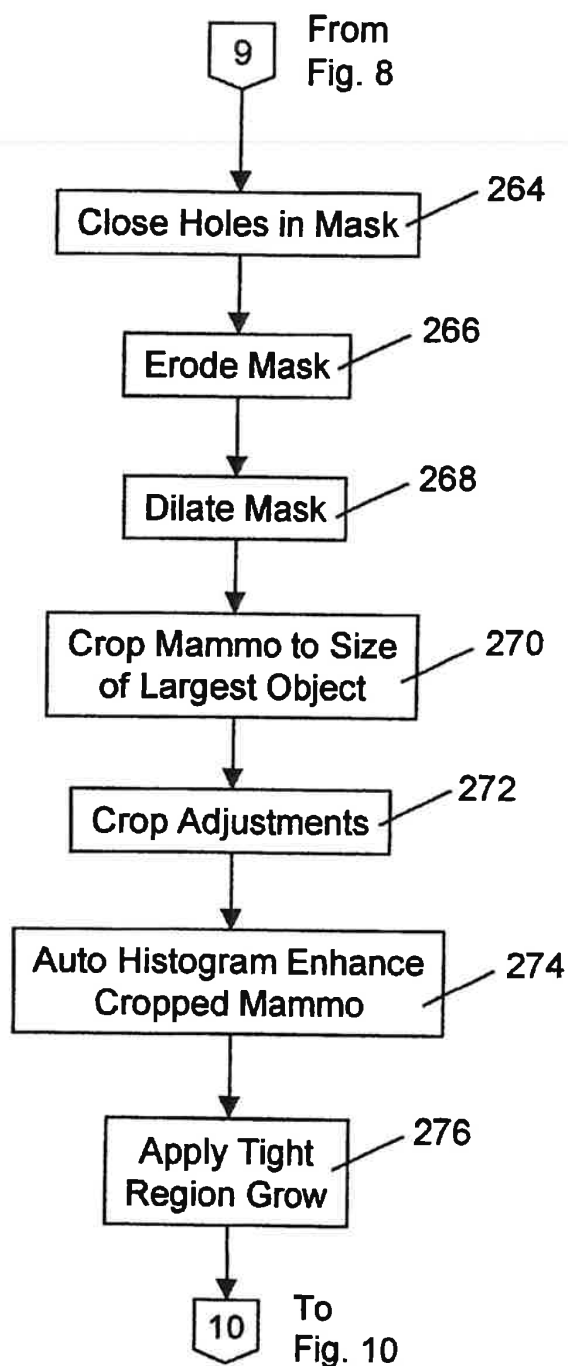 9
From
Fig. 8
264
Close Holes in Mask
266
Erode Mask
268
Dilate Mask
270
Crop Mammo to Size
of Largest Object
272
Crop Adjustments
274
Auto Histogram Enhance
Cropped Mammo
276
Apply Tight
Region Grow
10
To
Fig. 10